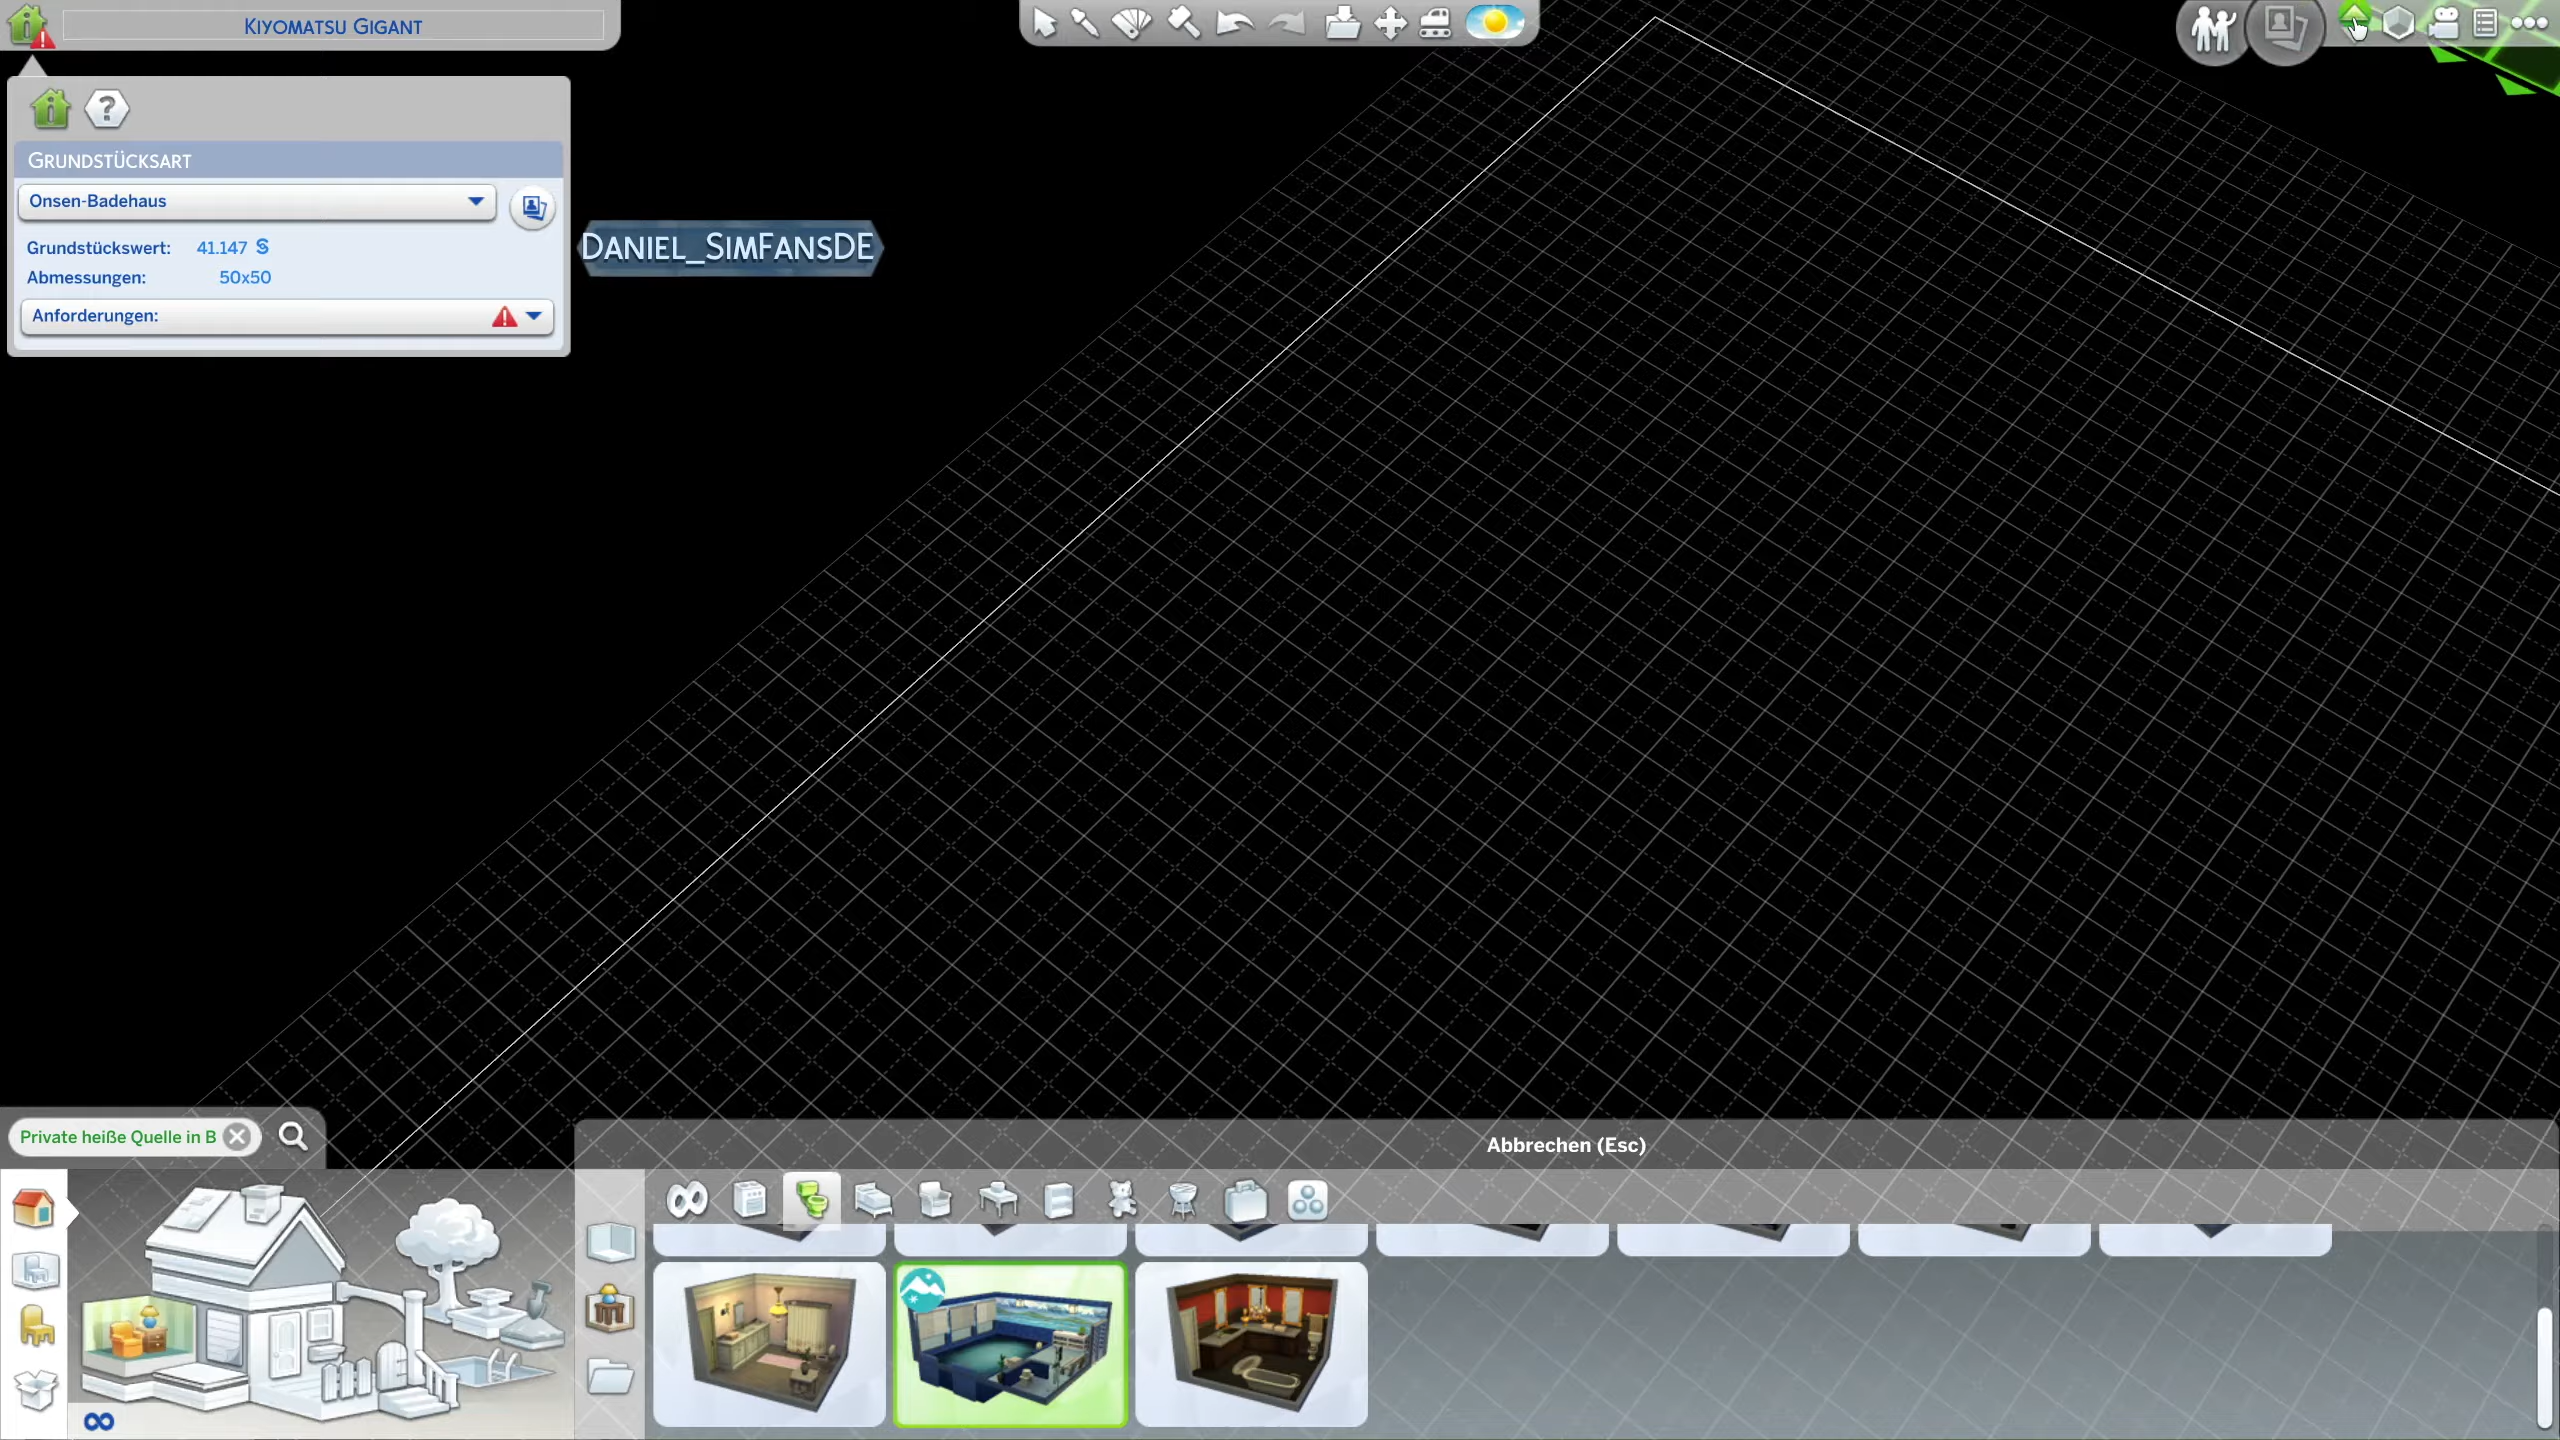 Kiyomatsu Gigant
Grundstücksart
Onsen-Badehaus
Grundstückswert: 41.147
Abmessungen: 50x50
Anforderungen:
Daniel_SimFansDE
Private heiße Quelle in B
Abbrechen (Esc)